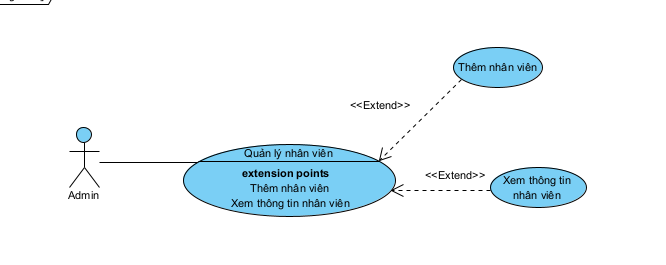 Thêm nhân viên
<<Extend>>
Quản lý nhân viên
extension points
Thêm nhân viên
Xem thông tin nhân viên
<<Extend>>
Xem thông tin
nhân viên
Admin